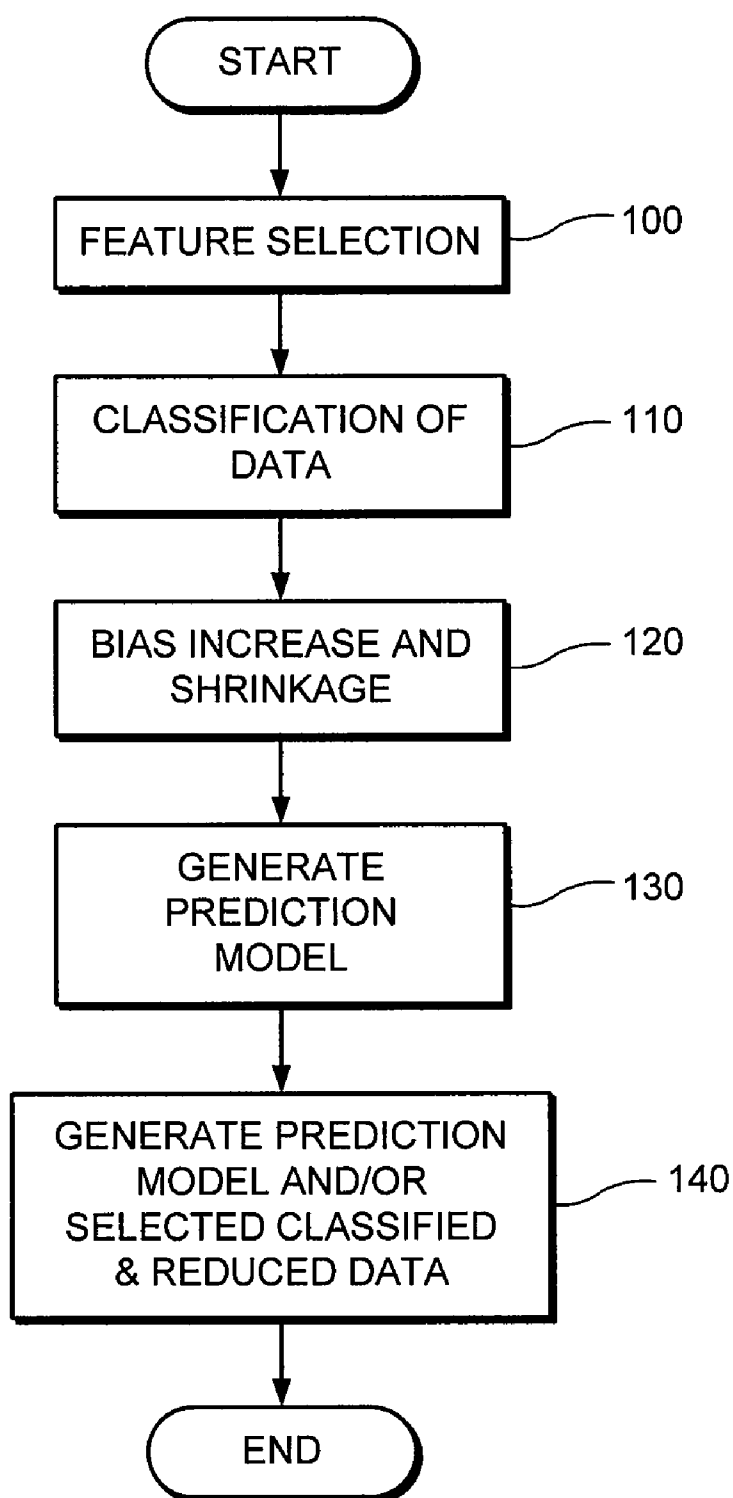 START
FEATURE SELECTION
100
CLASSIFICATION OF
DATA
110
BIAS INCREASE AND
SHRINKAGE
120
GENERATE
PREDICTION
MODEL
130
GENERATE PREDICTION
MODEL AND/OR
SELECTED CLASSIFIED
& REDUCED DATA
140
END